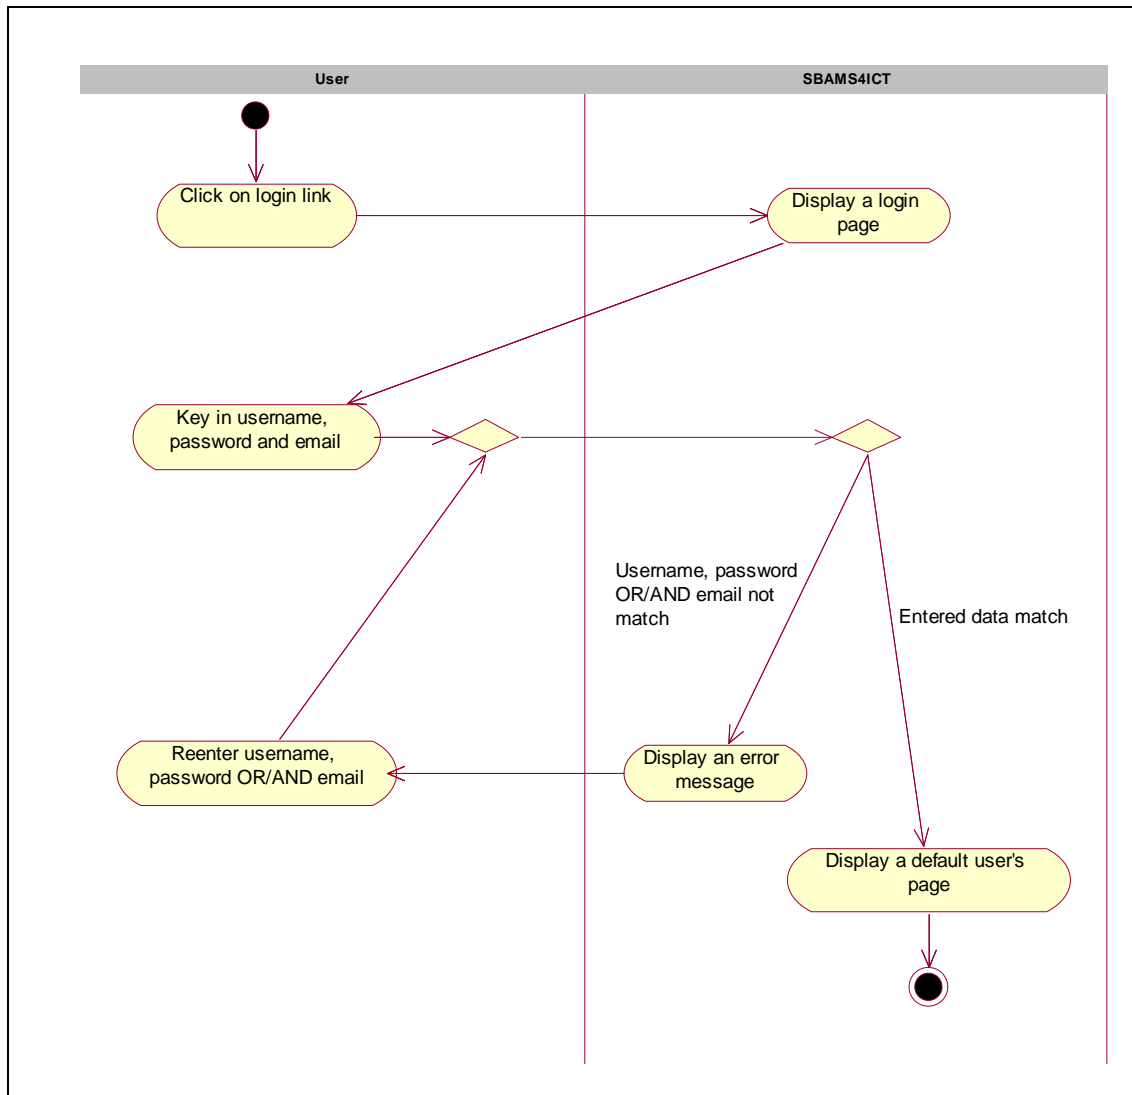 User
SBAMS4ICT
Click on login link
Display a login
page
Key in username,
password and email
Username, password
OR/AND email not
match
Entered data match
Reenter username,
password OR/AND email
Display an error
message
Display a default user's
page